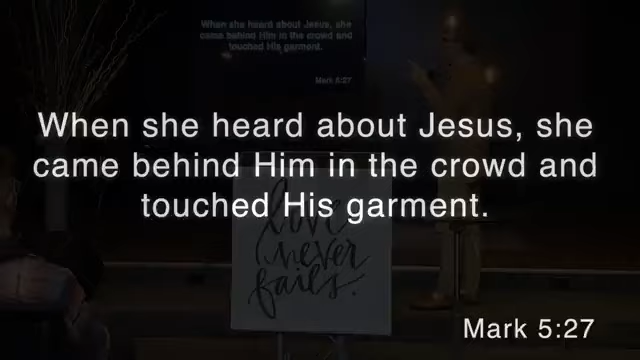 When she heard about Jesus, she
came behind Him in the crowd and
touched His garment.
Mark 5:27
When she heard about Jesus, she
came behind Him in the crowd and
touched His garment.
Mark 5:27
love
never
fails.